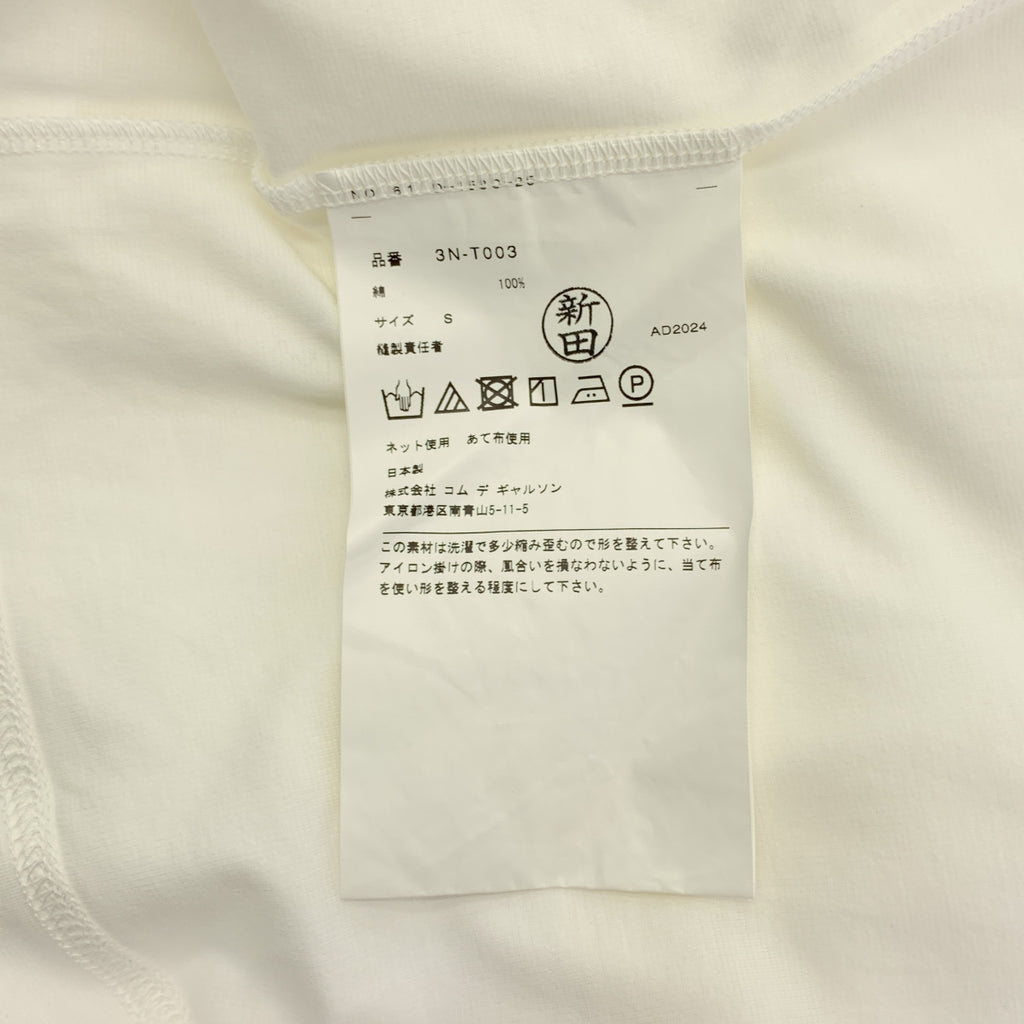 品番 3N-T003
綿 100%
サイズ S
縫製責任者
新田
AD2024
P
ネット使用 あて布使用
日本製
株式会社 コム デ ギャルソン
東京都港区南青山5-11-5
この素材は洗濯で多少縮み歪むので形を整えて下さい。
アイロン掛けの際、風合いを損なわないように、当て布
を使い形を整える程度にして下さい。